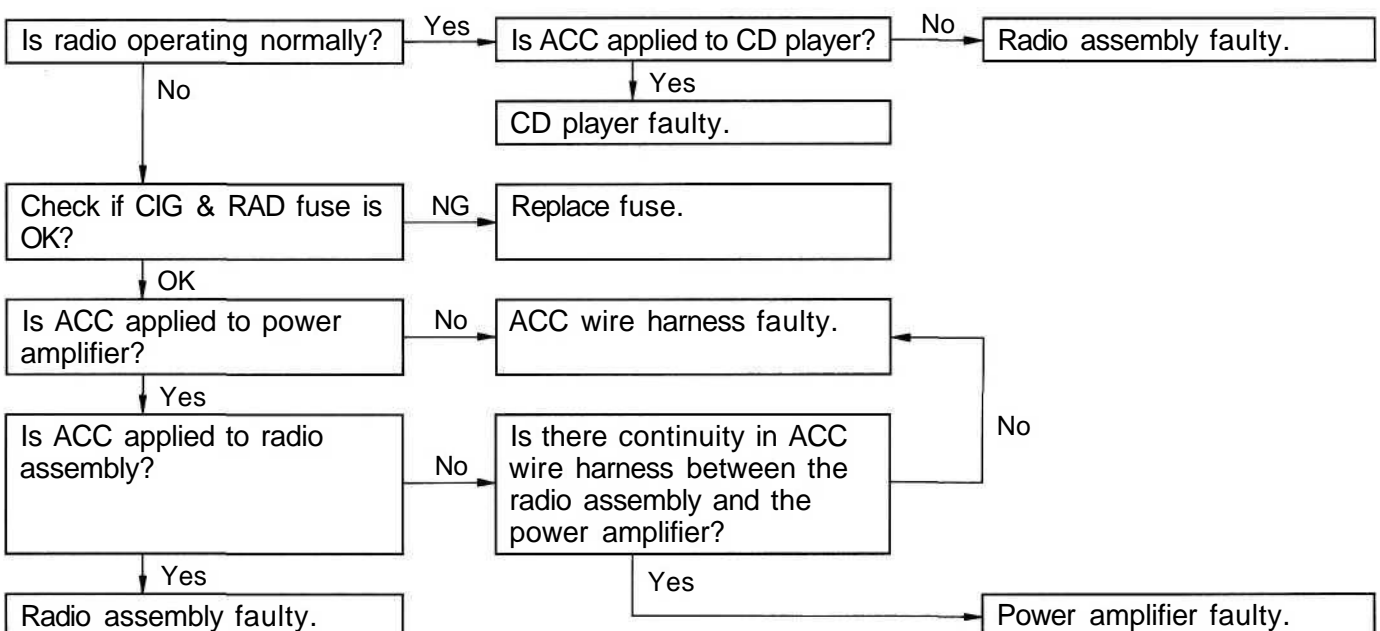 Is radio operating normally?
Yes
Is ACC applied to CD player?
No
Radio assembly faulty.
No
Yes
CD player faulty.
Check if CIG & RAD fuse is
OK?
NG
Replace fuse.
OK
Is ACC applied to power
amplifier?
No
ACC wire harness faulty.
Yes
Is ACC applied to radio
assembly?
No
Is there continuity in ACC
wire harness between the
radio assembly and the
power amplifier?
No
Yes
Radio assembly faulty.
Yes
Power amplifier faulty.